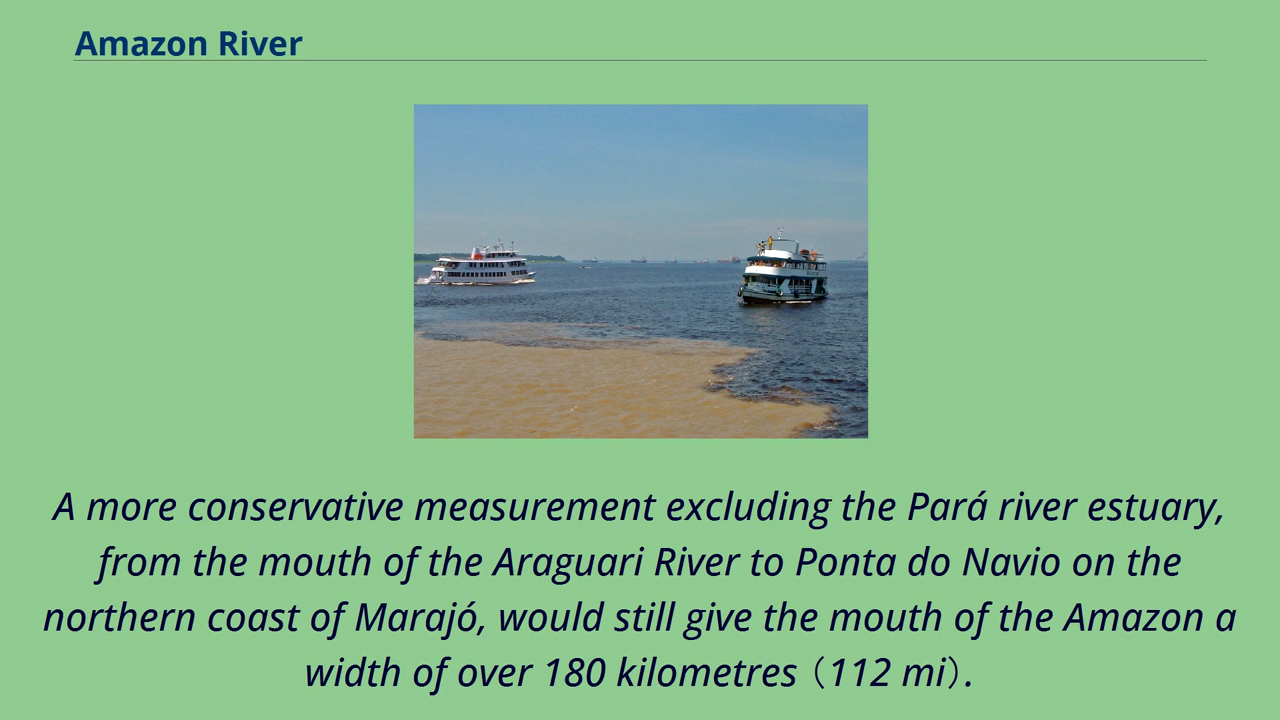 Amazon River
A more conservative measurement excluding the Pará river estuary,
from the mouth of the Araguari River to Ponta do Navio on the
northern coast of Marajó, would still give the mouth of the Amazon a
width of over 180 kilometres（112 mi）.